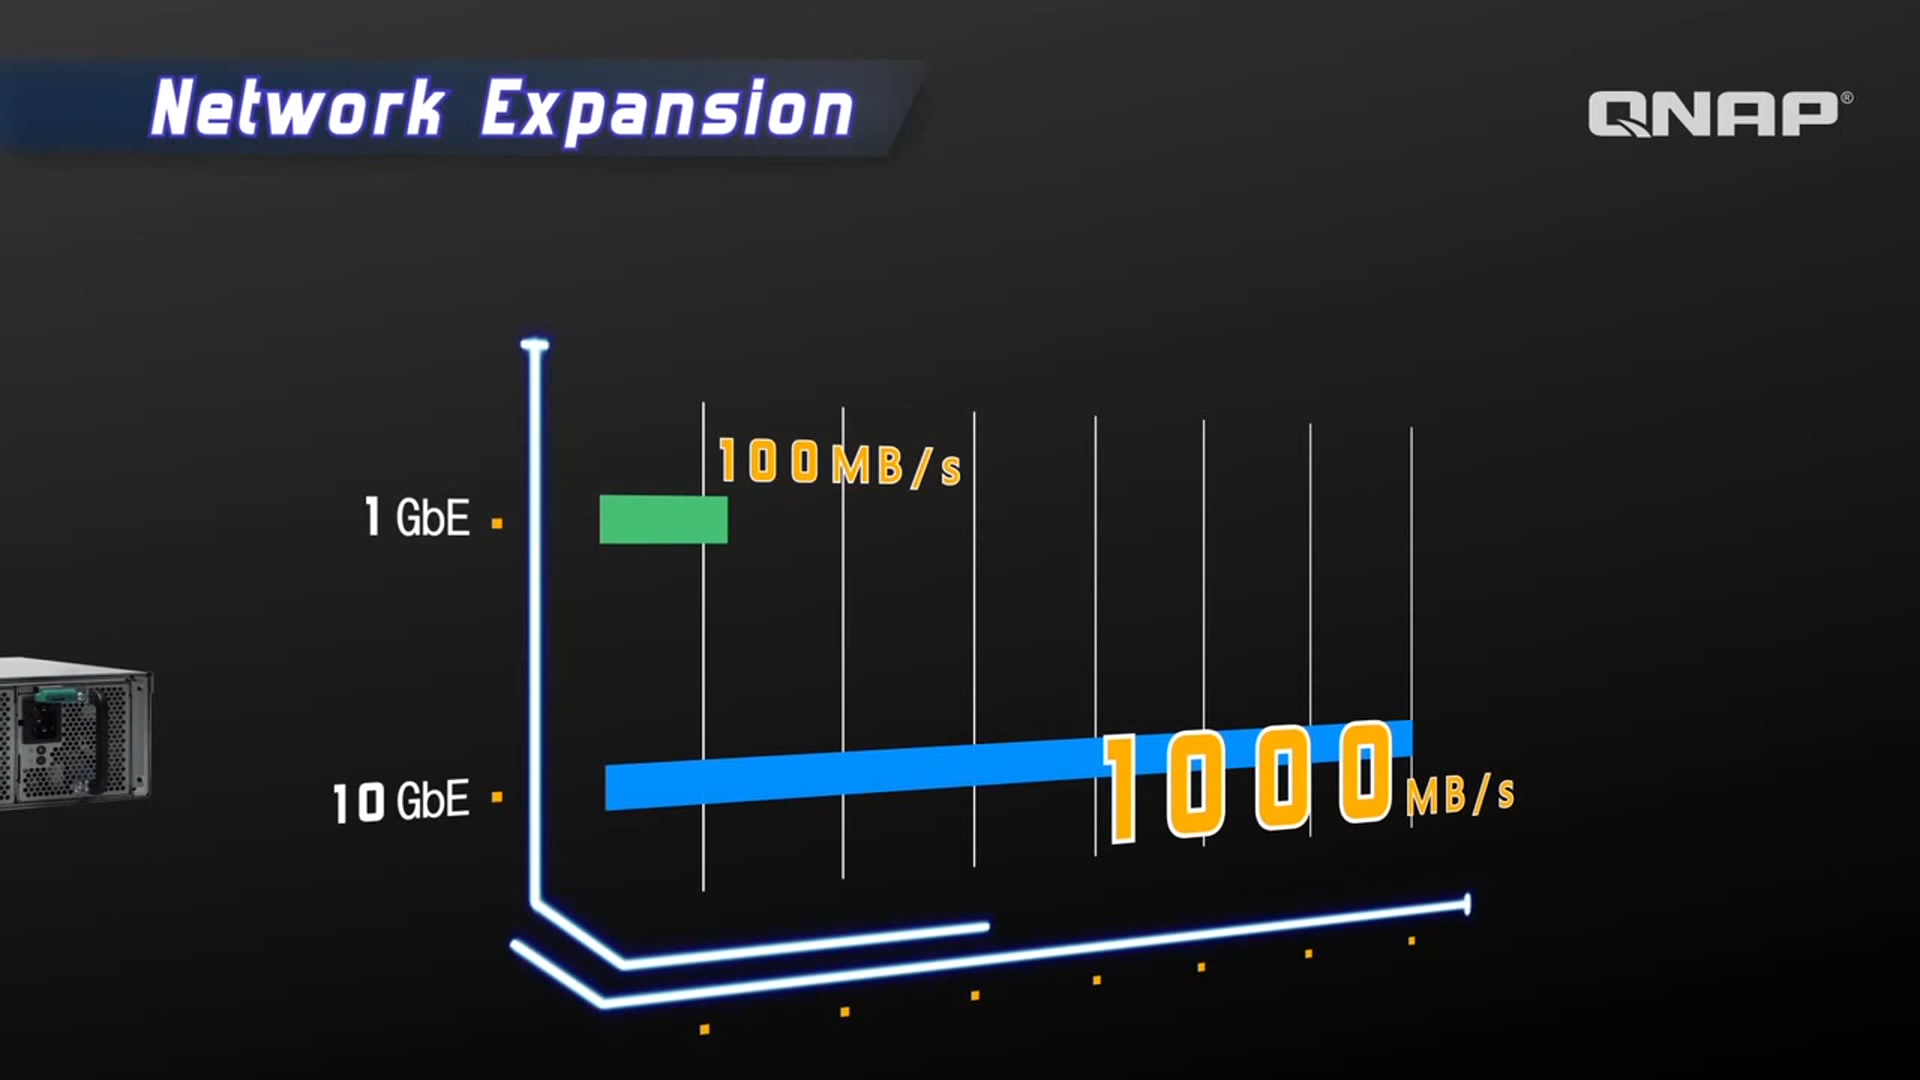 Network Expansion
QNAP®
100MB/s
1 GbE
1000MB/s
10 GbE